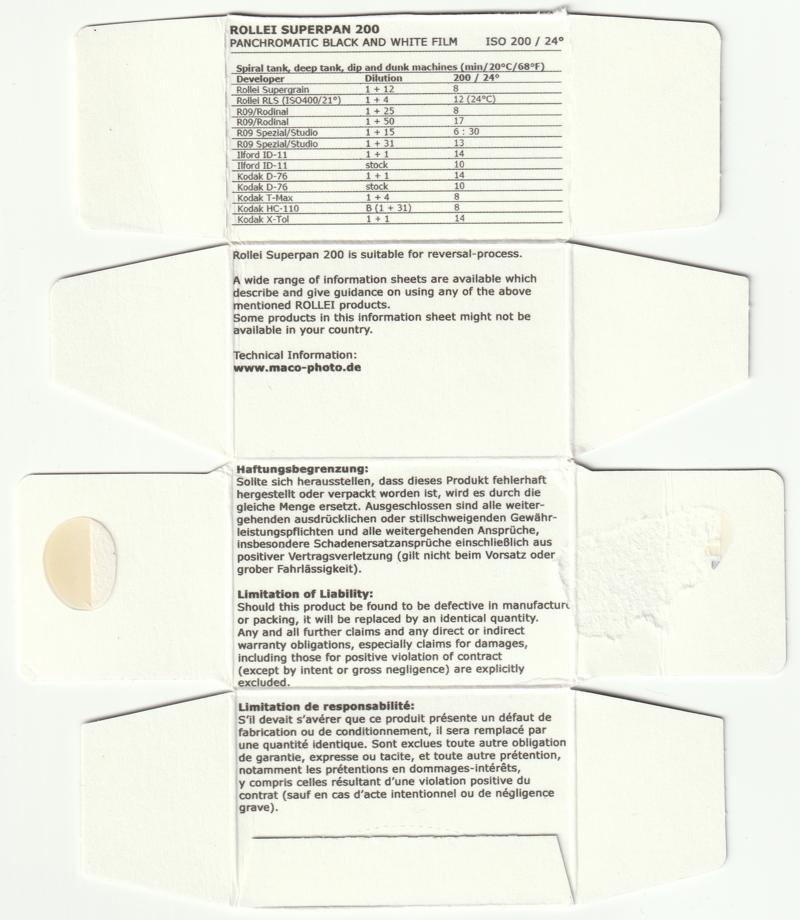 ROLLEI SUPERPAN 200
PANCHROMATIC BLACK AND WHITE FILM ISO 200 / 24°
Spiral tank, deep tank, dip and dunk machines (min/20°C/68°F)
Developer Dilution 200 / 24°
Rollei Supergrain 1 + 12 8
Rollei RLS (ISO400/21°) 1 + 4 12 (24°C)
R09/Rodinal 1 + 25 8
R09/Rodinal 1 + 50 17
R09 Spezial/Studio 1 + 15 6 : 30
R09 Spezial/Studio 1 + 31 13
Ilford ID-11 1 + 1 14
Ilford ID-11 stock 10
Kodak D-76 1 + 1 14
Kodak D-76 stock 10
Kodak T-Max 1 + 4 8
Kodak HC-110 B (1 + 31) 8
Kodak X-Tol 1 + 1 14
Rollei Superpan 200 is suitable for reversal-process.
A wide range of information sheets are available which
describe and give guidance on using any of the above
mentioned ROLLEI products.
Some products in this information sheet might not be
available in your country.
Technical Information:
www.maco-photo.de
Haftungsbegrenzung:
Sollte sich herausstellen, dass dieses Produkt fehlerhaft
hergestellt oder verpackt worden ist, wird es durch die
gleiche Menge ersetzt. Ausgeschlossen sind alle weiter-
gehenden ausdrücklichen oder stillschweigenden Gewähr-
leistungspflichten und alle weitergehenden Ansprüche,
insbesondere Schadenersatzansprüche einschließlich aus
positiver Vertragsverletzung (gilt nicht beim Vorsatz oder
grober Fahrlässigkeit).
Limitation of Liability:
Should this product be found to be defective in manufacture
or packing, it will be replaced by an identical quantity.
Any and all further claims and any direct or indirect
warranty obligations, especially claims for damages,
including those for positive violation of contract
(except by intent or gross negligence) are explicitly
excluded.
Limitation de responsabilité:
S'il devait s'avérer que ce produit présente un défaut de
fabrication ou de conditionnement, il sera remplacé par
une quantité identique. Sont exclues toute autre obligation
de garantie, expresse ou tacite, et toute autre prétention,
notamment les prétentions en dommages-intérêts,
y compris celles résultant d'une violation positive du
contrat (sauf en cas d'acte intentionnel ou de négligence
grave).